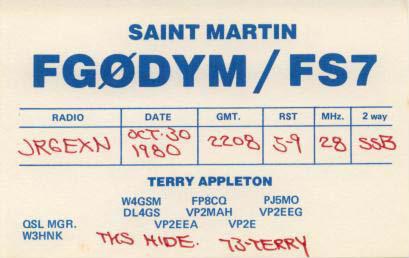 SAINT MARTIN
FGØDYM/FS7
RADIO DATE GMT. RST MHz. 2 way
JR6EXN OCT.30 1980 2208 5-9 28 SSB
TERRY APPLETON
W4GSM FP8CQ PJ5MO
DL4GS VP2MAH VP2EEG
VP2EEA VP2E
QSL MGR.
W3HNK
TKS HIDE. 73-TERRY